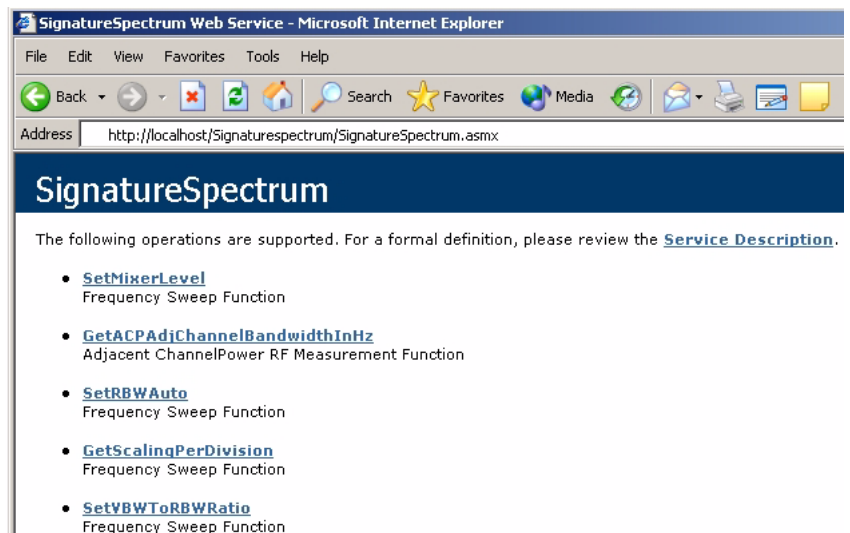 SignatureSpectrum Web Service - Microsoft Internet Explorer
File Edit View Favorites Tools Help
Back Search Favorites Media
Address http://localhost/Signaturespectrum/SignatureSpectrum.asmx
SignatureSpectrum
The following operations are supported. For a formal definition, please review the Service Description.
• SetMixerLevel
Frequency Sweep Function
• GetACPAdjChannelBandwidthInHz
Adjacent ChannelPower RF Measurement Function
• SetRBWAuto
Frequency Sweep Function
• GetScalingPerDivision
Frequency Sweep Function
• SetVBWToRBWRatio
Frequency Sweep Function